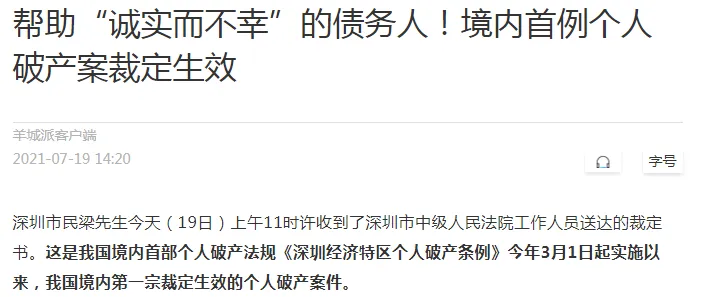 帮助“诚实而不幸”的债务人！境内首例个人
破产案裁定生效
羊城派客户端
2021-07-19 14:20
字号
深圳市民梁先生今天（19日）上午11时许收到了深圳市中级人民法院工作人员送达的裁定
书。这是我国境内首部个人破产法规《深圳经济特区个人破产条例》今年3月1日起实施以
来，我国境内第一宗裁定生效的个人破产案件。